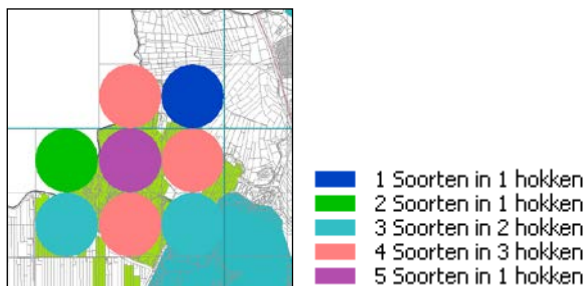 1 Soorten in 1 hokken
2 Soorten in 1 hokken
3 Soorten in 2 hokken
4 Soorten in 3 hokken
5 Soorten in 1 hokken